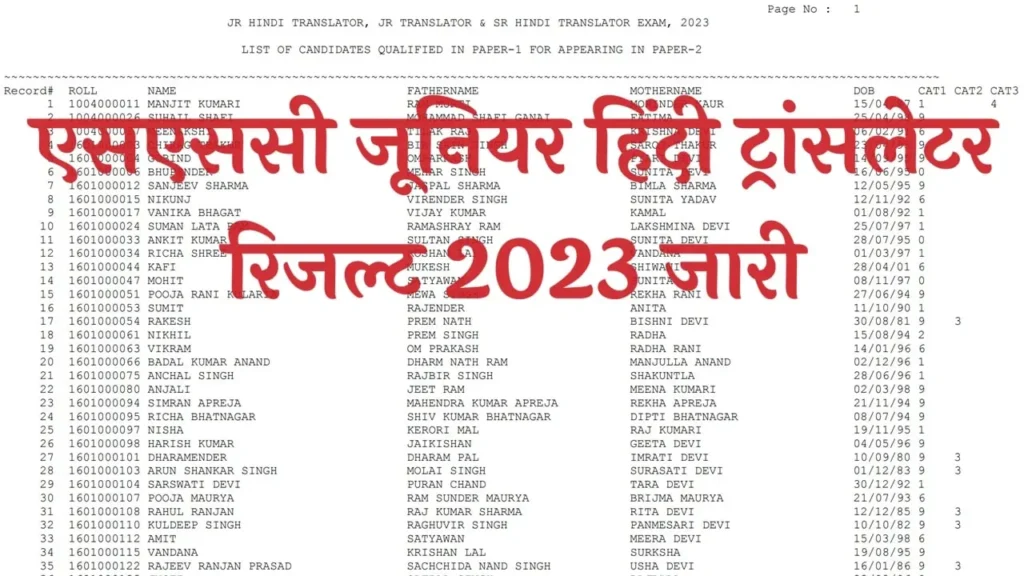 Page No : 1
JR HINDI TRANSLATOR, JR TRANSLATOR & SR HINDI TRANSLATOR EXAM, 2023
LIST OF CANDIDATES QUALIFIED IN PAPER-1 FOR APPEARING IN PAPER-2
Record# ROLL NAME FATHERNAME MOTHERNAME DOB CAT1 CAT2 CAT3
1 1004000011 MANJIT KUMARI KAUR 1 4
2 SUHAIL SHAFI MOHAMMAD SHAFI GANAI FATIMA 9
एसएससी जूनियर हिंदी ट्रांसलेटर
6 BHUPENDER MEHAR SINGH SUNITA DEVI 9
7 1601000012 SANJEEV SHARMA JASPAL SHARMA BIMLA SHARMA 12/05/95 9
8 1601000015 NIKUNJ VIRENDER SINGH SUNITA YADAV 12/11/92 6
9 1601000017 VANIKA BHAGAT VIJAY KUMAR KAMAL 01/08/92 1
10 1601000024 SUMAN LATA RAMASHRAY RAM LAKSHMINA DEVI 25/07/97 1
11 1601000033 ANKIT KUMAR SULTAN SINGH SUNITA DEVI 28/07/95 0
12 1601000034 RICHA SHREE 01/03/97 1
रिजल्ट 2023 जारी
13 1601000044 KAFI MUKESH SHIWANI 28/04/01 6
14 1601000047 MOHIT SATYAWAN SUNITA 08/11/97 0
15 1601000051 POOJA RANI MEWA REKHA RANI 27/06/94 9
16 1601000053 SUMIT RAJENDER ANITA 11/10/90 1
17 1601000054 RAKESH PREM NATH BISHNI DEVI 30/08/81 9 3
18 1601000061 NIKHIL PREM SINGH RADHA 15/08/94 2
19 1601000063 VIKRAM OM PRAKASH RADHA RANI 14/01/96 6
20 1601000066 BADAL KUMAR ANAND DHARM NATH RAM MANJULLA ANAND 02/12/96 1
21 1601000075 ANCHAL SINGH RAJBIR SINGH SHAKUNTLA 28/06/96 1
22 1601000080 ANJALI JEET RAM MEENA KUMARI 02/03/98 9
23 1601000094 SIMRAN APREJA MAHENDRA KUMAR APREJA REKHA APREJA 21/11/94 9
24 1601000095 RICHA BHATNAGAR SHIV KUMAR BHATNAGAR DIPTI BHATNAGAR 08/07/94 9
25 1601000097 NISHA KERORI MAL RAJ KUMARI 19/11/95 1
26 1601000098 HARISH KUMAR JAIKISHAN GEETA DEVI 04/05/96 9
27 1601000101 DHARAMENDER DHARAM PAL IMRATI DEVI 10/09/80 9 3
28 1601000103 ARUN SHANKAR SINGH MOLAI SINGH SURASATI DEVI 01/12/83 9 3
29 1601000104 SARSWATI DEVI PURAN CHAND TARA DEVI 30/12/92 1
30 1601000107 POOJA MAURYA RAM SUNDER MAURYA BRIJMA MAURYA 21/07/93 6
31 1601000108 RAHUL RANJAN RAJ KUMAR SHARMA RITA DEVI 12/12/85 9 3
32 1601000110 KULDEEP SINGH RAGHUVIR SINGH PANMESARI DEVI 10/10/82 9 3
33 1601000112 AMIT SATYAWAN MEERA DEVI 15/03/98 6
34 1601000115 VANDANA KRISHAN LAL SURKSHA 19/08/95 9
35 1601000122 RAJEEV RANJAN PRASAD SACHCHIDA NAND SINGH USHA DEVI 16/01/86 9 3